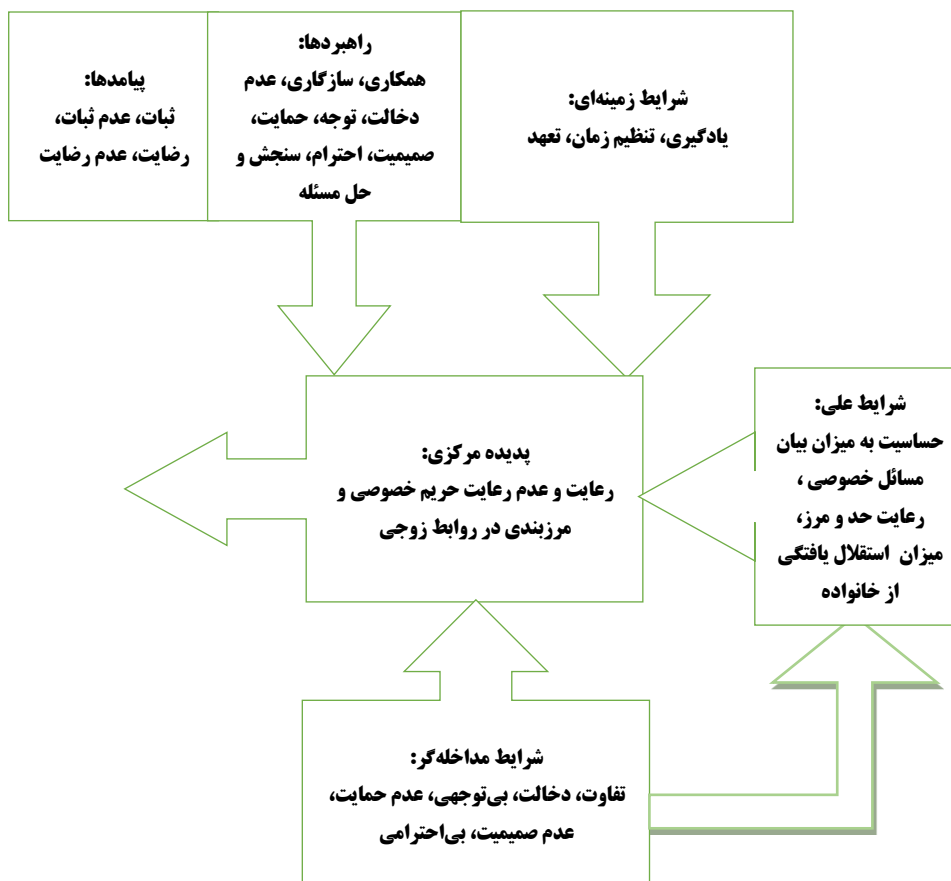 شرایط زمینه‌ای:
یادگیری، تنظیم زمان، تعهد
راهبردها:
همکاری، سازگاری، عدم
دخالت، توجه، حمایت،
صمیمیت، احترام، سنجش و
حل مسئله
پیامدها:
ثبات، عدم ثبات،
رضایت، عدم رضایت
شرایط علی:
حساسیت به میزان بیان
مسائل خصوصی ،
رعایت حد و مرز،
میزان استقلال یافتگی
از خانواده
پدیده مرکزی:
رعایت و عدم رعایت حریم خصوصی و
مرزبندی در روابط زوجی
شرایط مداخله‌گر:
تفاوت، دخالت، بی‌توجهی، عدم حمایت،
عدم صمیمیت، بی‌احترامی